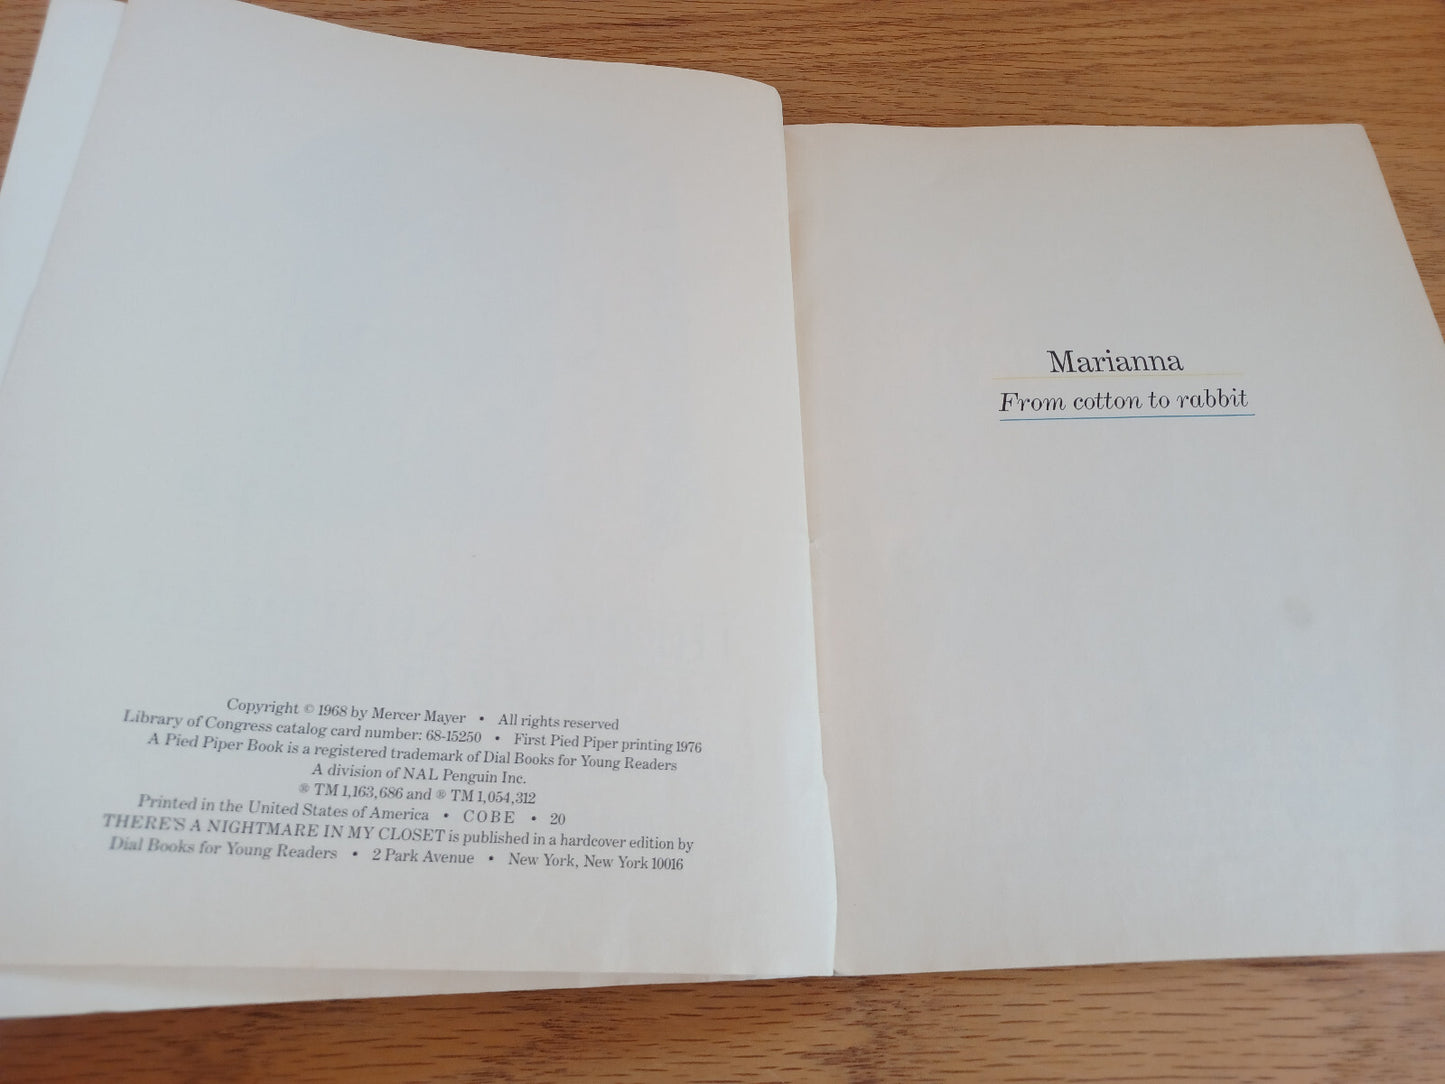 Copyright © 1968 by Mercer Mayer • All rights reserved
Library of Congress catalog card number: 68-15250 • First Pied Piper printing 1976
A Pied Piper Book is a registered trademark of Dial Books for Young Readers
A division of NAL Penguin Inc.
® TM 1,163,686 and ® TM 1,054,312
Printed in the United States of America • COBE • 20
THERE'S A NIGHTMARE IN MY CLOSET is published in a hardcover edition by
Dial Books for Young Readers • 2 Park Avenue • New York, New York 10016
Marianna
From cotton to rabbit